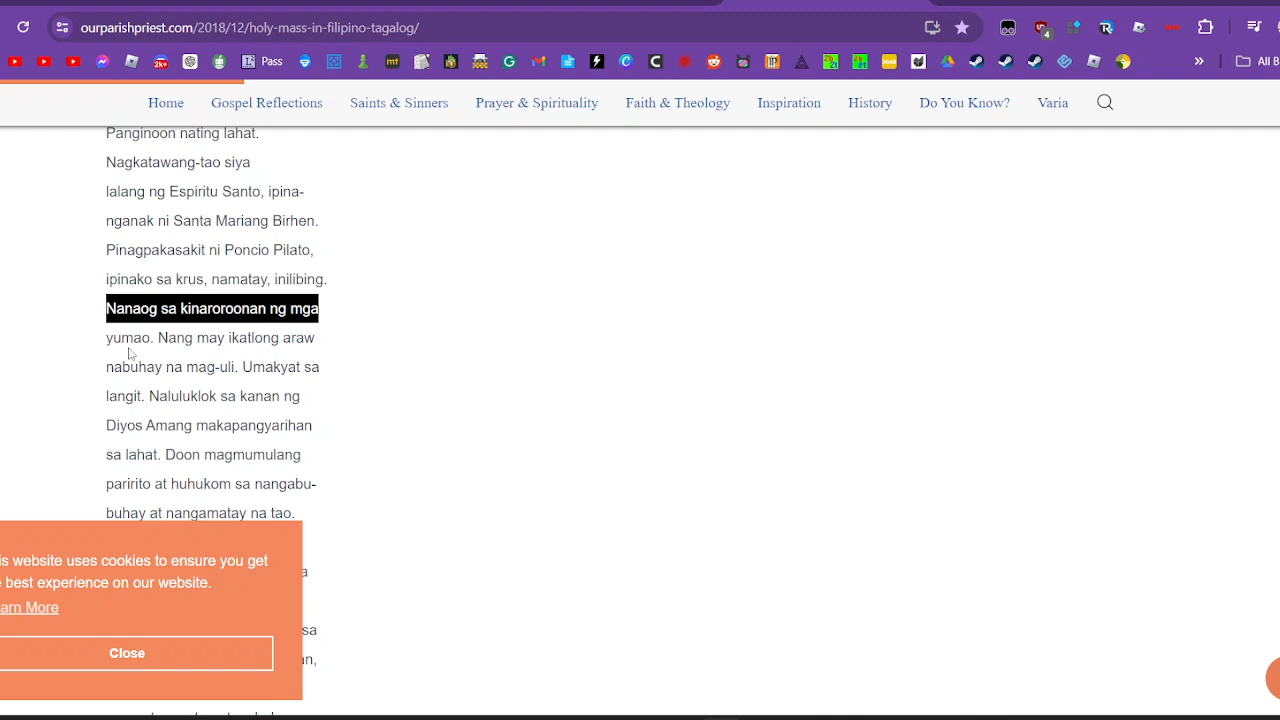 ourparishpriest.com/2018/12/holy-mass-in-filipino-tagalog/
Pass
All B
Home Gospel Reflections Saints & Sinners Prayer & Spirituality Faith & Theology Inspiration History Do You Know? Varia
Panginoon nating lahat.
Nagkatawang-tao siya
lalang ng Espiritu Santo, ipina-
nganak ni Santa Mariang Birhen.
Pinagpakasakit ni Poncio Pilato,
ipinako sa krus, namatay, inilibing.
Nanaog sa kinaroroonan ng mga
yumao. Nang may ikatlong araw
nabuhay na mag-uli. Umakyat sa
langit. Naluluklok sa kanan ng
Diyos Amang makapangyarihan
sa lahat. Doon magmumulang
paririto at huhukom sa nangabu-
buhay at nangamatay na tao.
a
sa
n,
is website uses cookies to ensure you get
e best experience on our website.
arn More
Close